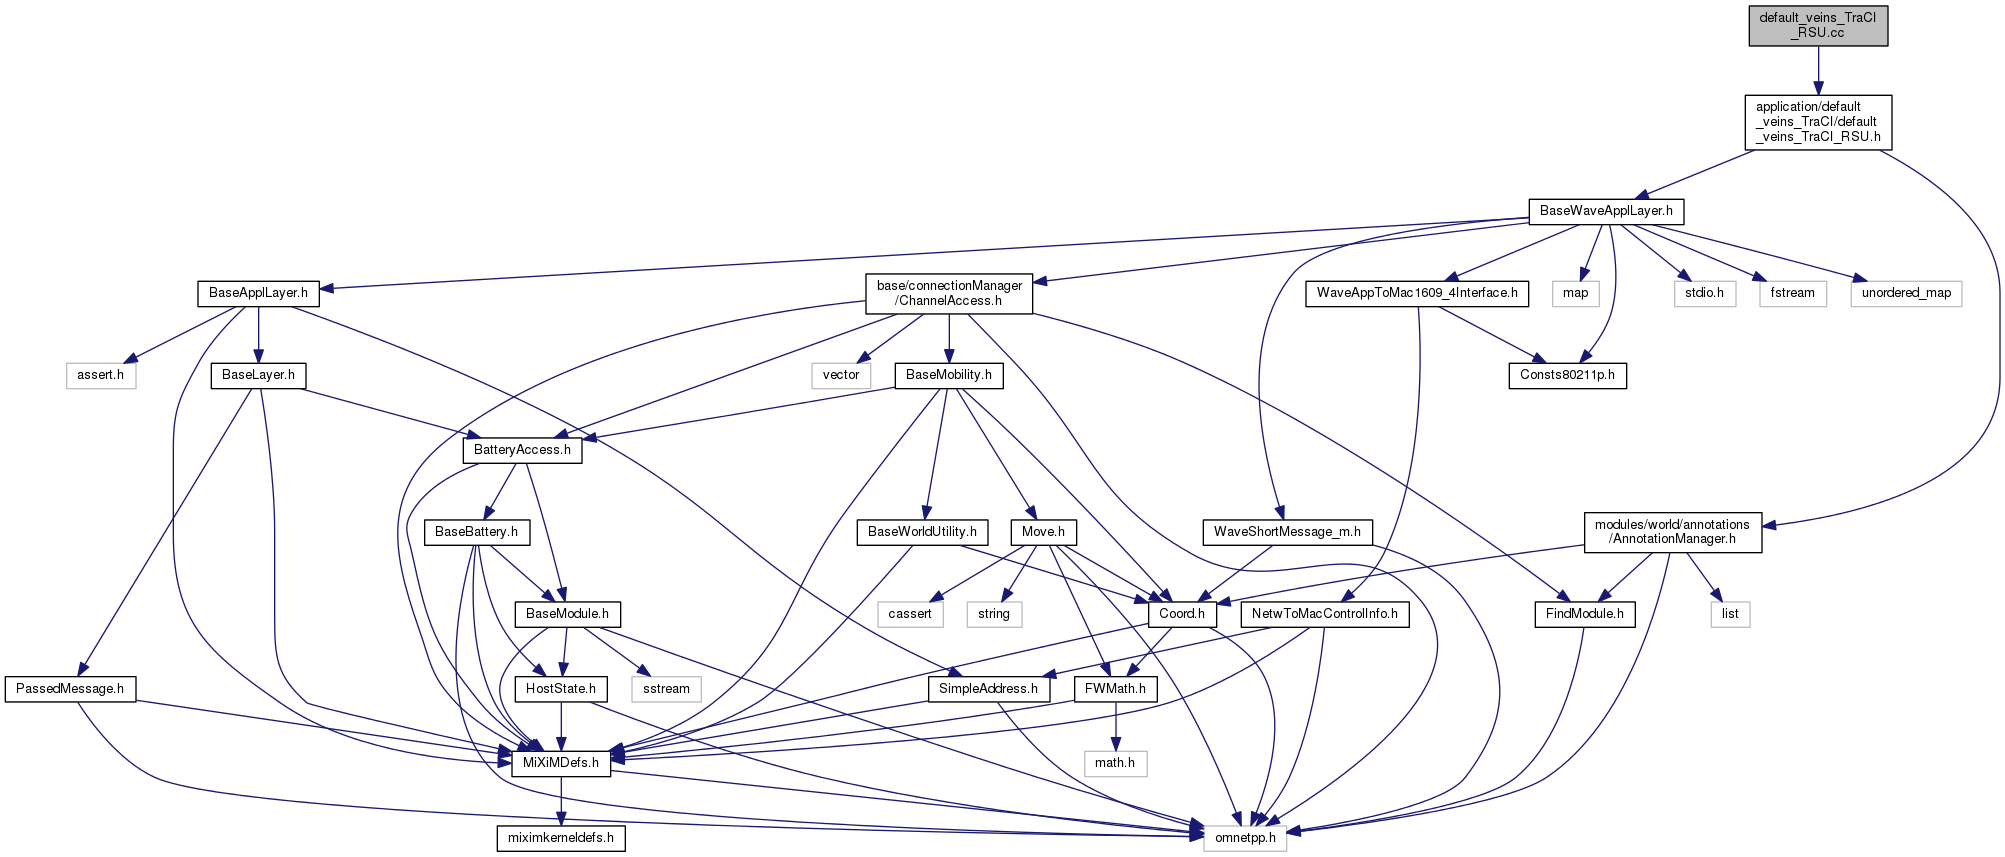 default_veins_TraCI
_RSU.cc
application/default
_veins_TraCI/default
_veins_TraCI_RSU.h
BaseWaveApplLayer.h
BaseApplLayer.h
base/connectionManager
/ChannelAccess.h
WaveAppToMac1609_4Interface.h
map
stdio.h
fstream
unordered_map
assert.h
BaseLayer.h
vector
BaseMobility.h
Consts80211p.h
BatteryAccess.h
BaseBattery.h
BaseWorldUtility.h
Move.h
WaveShortMessage_m.h
modules/world/annotations
/AnnotationManager.h
BaseModule.h
cassert
string
Coord.h
NetwToMacControlInfo.h
FindModule.h
list
PassedMessage.h
HostState.h
sstream
SimpleAddress.h
FWMath.h
MiXiMDefs.h
math.h
miximkerneldefs.h
omnetpp.h